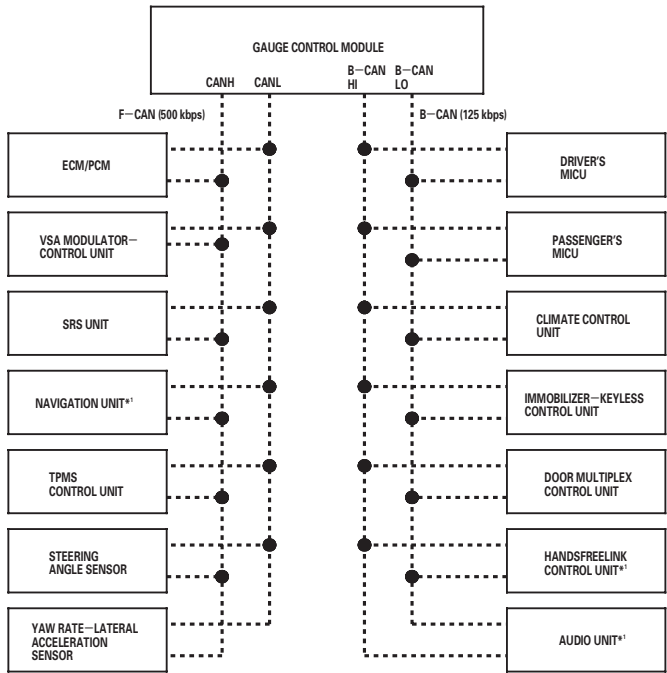 GAUGE CONTROL MODULE
CANH CANL B－CAN HI B－CAN LO
F－CAN (500 kbps) B－CAN (125 kbps)
ECM/PCM
DRIVER'S
MICU
VSA MODULATOR－
CONTROL UNIT
PASSENGER'S
MICU
SRS UNIT
CLIMATE CONTROL
UNIT
NAVIGATION UNIT*¹
IMMOBILIZER－KEYLESS
CONTROL UNIT
TPMS
CONTROL UNIT
DOOR MULTIPLEX
CONTROL UNIT
STEERING
ANGLE SENSOR
HANDSFREELINK
CONTROL UNIT*¹
YAW RATE－LATERAL
ACCELERATION
SENSOR
AUDIO UNIT*¹